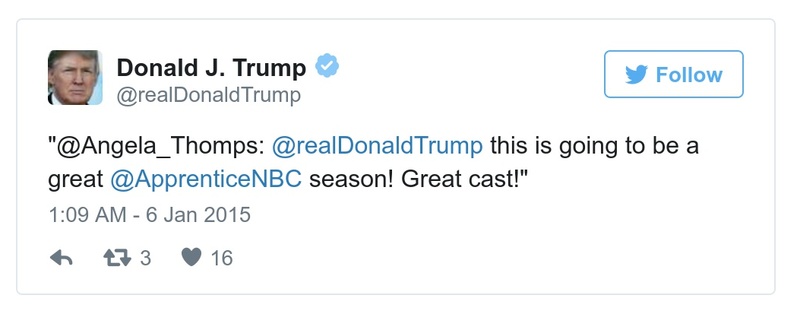 Donald J. Trump
@realDonaldTrump
Follow
"@Angela_Thomps: @realDonaldTrump this is going to be a
great @ApprenticeNBC season! Great cast!"
1:09 AM - 6 Jan 2015
3 16